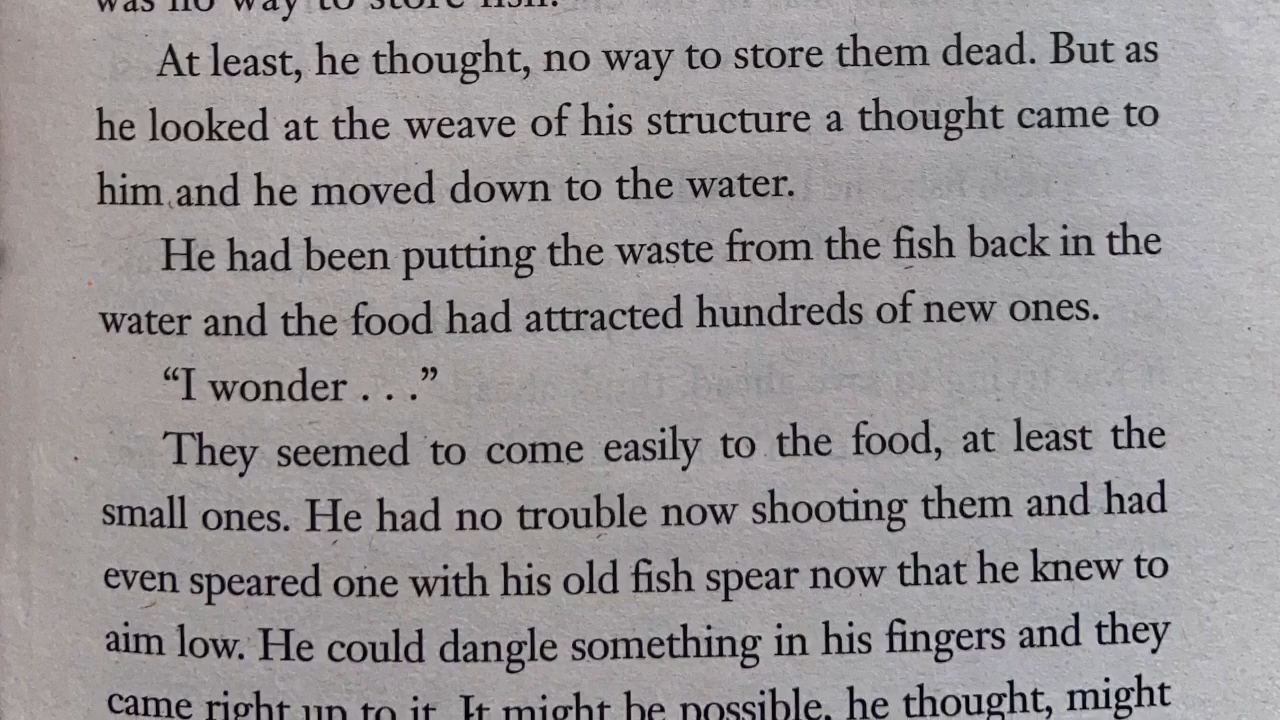 was no way to store fish.
At least, he thought, no way to store them dead. But as
he looked at the weave of his structure a thought came to
him and he moved down to the water.
He had been putting the waste from the fish back in the
water and the food had attracted hundreds of new ones.
“I wonder . . .”
They seemed to come easily to the food, at least the
small ones. He had no trouble now shooting them and had
even speared one with his old fish spear now that he knew to
aim low. He could dangle something in his fingers and they
came right up to it. It might be possible, he thought, might